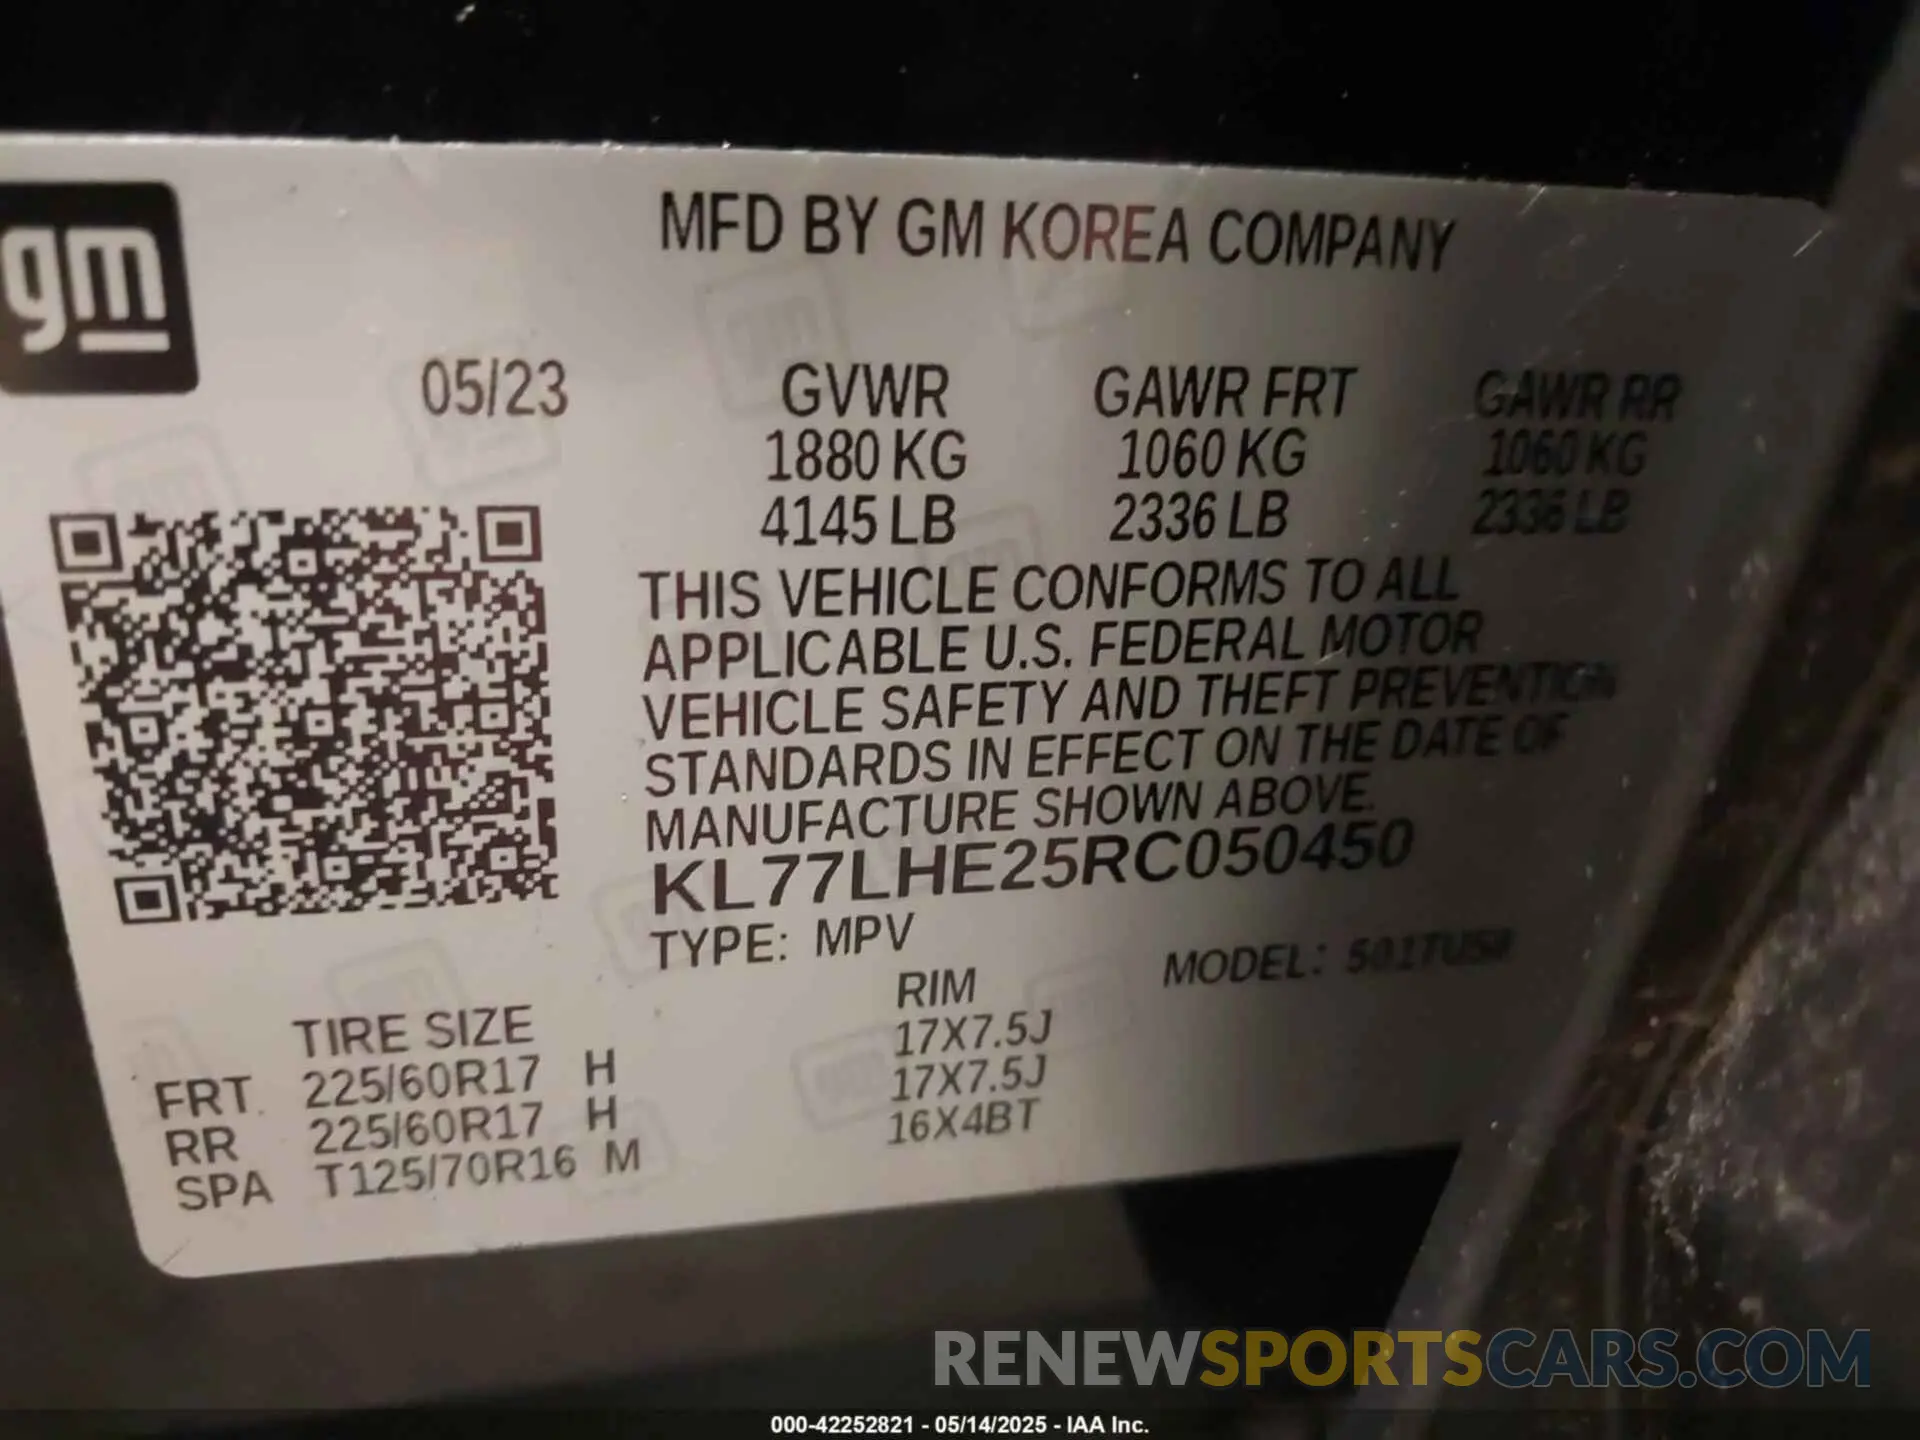 gm
MFD BY GM KOREA COMPANY
05/23 GVWR GAWR FRT GAWR RR
1880 KG 1060 KG 1060 KG
4145 LB 2336 LB 2336 LB
THIS VEHICLE CONFORMS TO ALL
APPLICABLE U.S. FEDERAL MOTOR
VEHICLE SAFETY AND THEFT PREVENTION
STANDARDS IN EFFECT ON THE DATE OF
MANUFACTURE SHOWN ABOVE.
KL77LHE25RC050450
TYPE: MPV MODEL:
TIRE SIZE RIM
FRT 225/60R17 H 17X7.5J
RR 225/60R17 H 17X7.5J
SPA T125/70R16 M 16X4BT
RENEWSPORTSCARS.COM
000-42252821 - 05/14/2025 - IAA Inc.